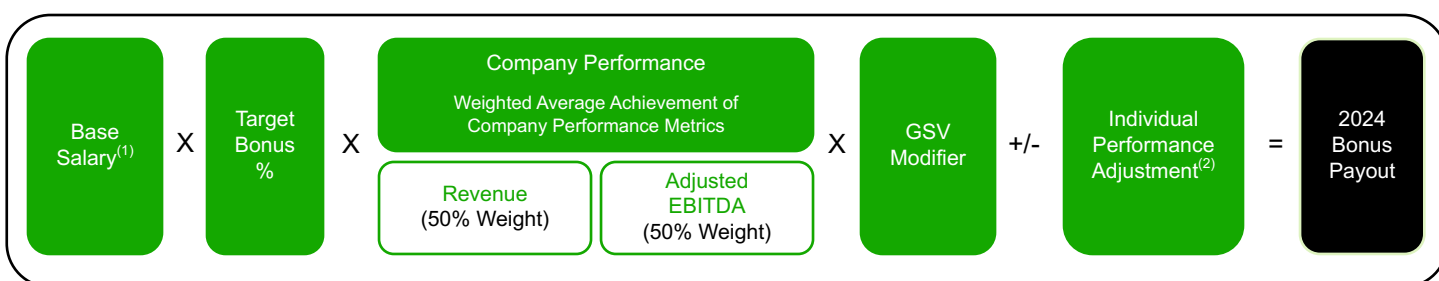 Base
Salary(1)
X
Target
Bonus
%
X
Company Performance
Weighted Average Achievement of
Company Performance Metrics
Revenue
(50% Weight)
Adjusted
EBITDA
(50% Weight)
X
GSV
Modifier
+/-
Individual
Performance
Adjustment(2)
=
2024
Bonus
Payout